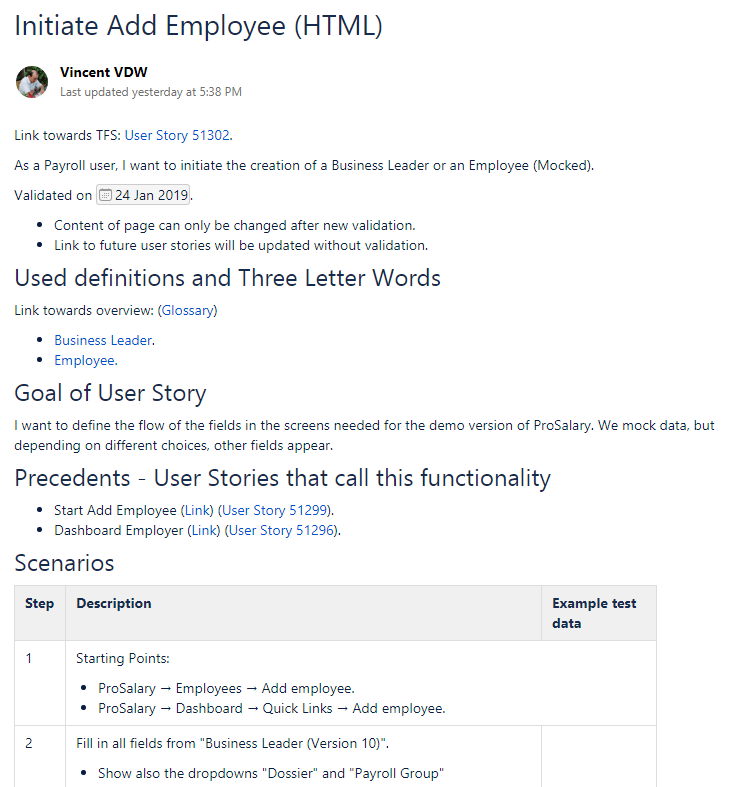 Initiate Add Employee (HTML)
Vincent VDW
Last updated yesterday at 5:38 PM
Link towards TFS: User Story 51302.
As a Payroll user, I want to initiate the creation of a Business Leader or an Employee (Mocked).
Validated on 24 Jan 2019.
• Content of page can only be changed after new validation.
• Link to future user stories will be updated without validation.
Used definitions and Three Letter Words
Link towards overview: (Glossary)
• Business Leader.
• Employee.
Goal of User Story
I want to define the flow of the fields in the screens needed for the demo version of ProSalary. We mock data, but
depending on different choices, other fields appear.
Precedents - User Stories that call this functionality
• Start Add Employee (Link) (User Story 51299).
• Dashboard Employer (Link) (User Story 51296).
Scenarios
Step Description Example test
data
1 Starting Points:
• ProSalary → Employees → Add employee.
• ProSalary → Dashboard → Quick Links → Add employee.
2 Fill in all fields from "Business Leader (Version 10)".
• Show also the dropdowns "Dossier" and "Payroll Group"